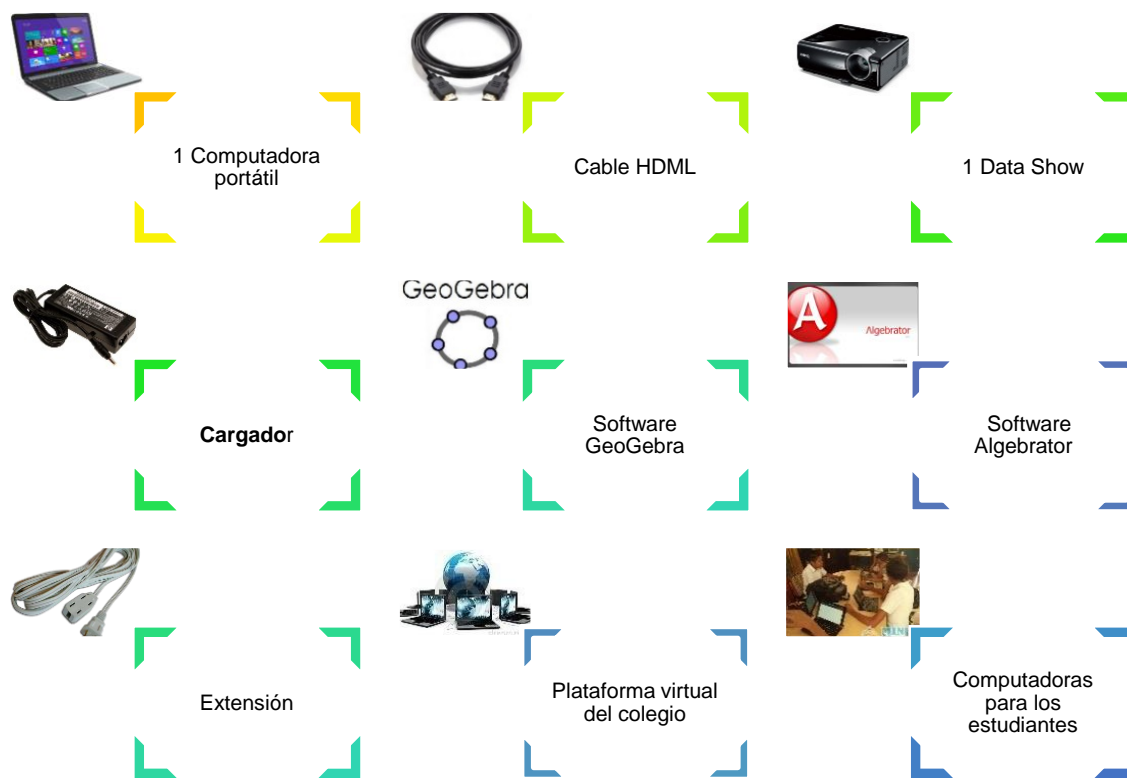 1 Computadora
portátil
Cable HDML
1 Data Show
GeoGebra
Algebrator
A
Cargador
Software
GeoGebra
Software
Algebrator
Extensión
Plataforma virtual
del colegio
Computadoras
para los
estudiantes